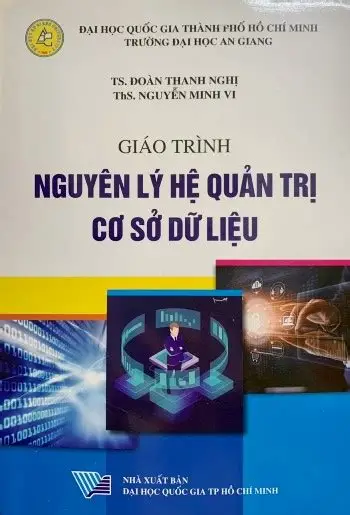 ĐẠI HỌC QUỐC GIA THÀNH PHỐ HỒ CHÍ MINH
TRƯỜNG ĐẠI HỌC AN GIANG
TS. ĐOÀN THANH NGHỊ
ThS. NGUYỄN MINH VI
GIÁO TRÌNH
NGUYÊN LÝ HỆ QUẢN TRỊ
CƠ SỞ DỮ LIỆU
NHÀ XUẤT BẢN
ĐẠI HỌC QUỐC GIA TP HỒ CHÍ MINH